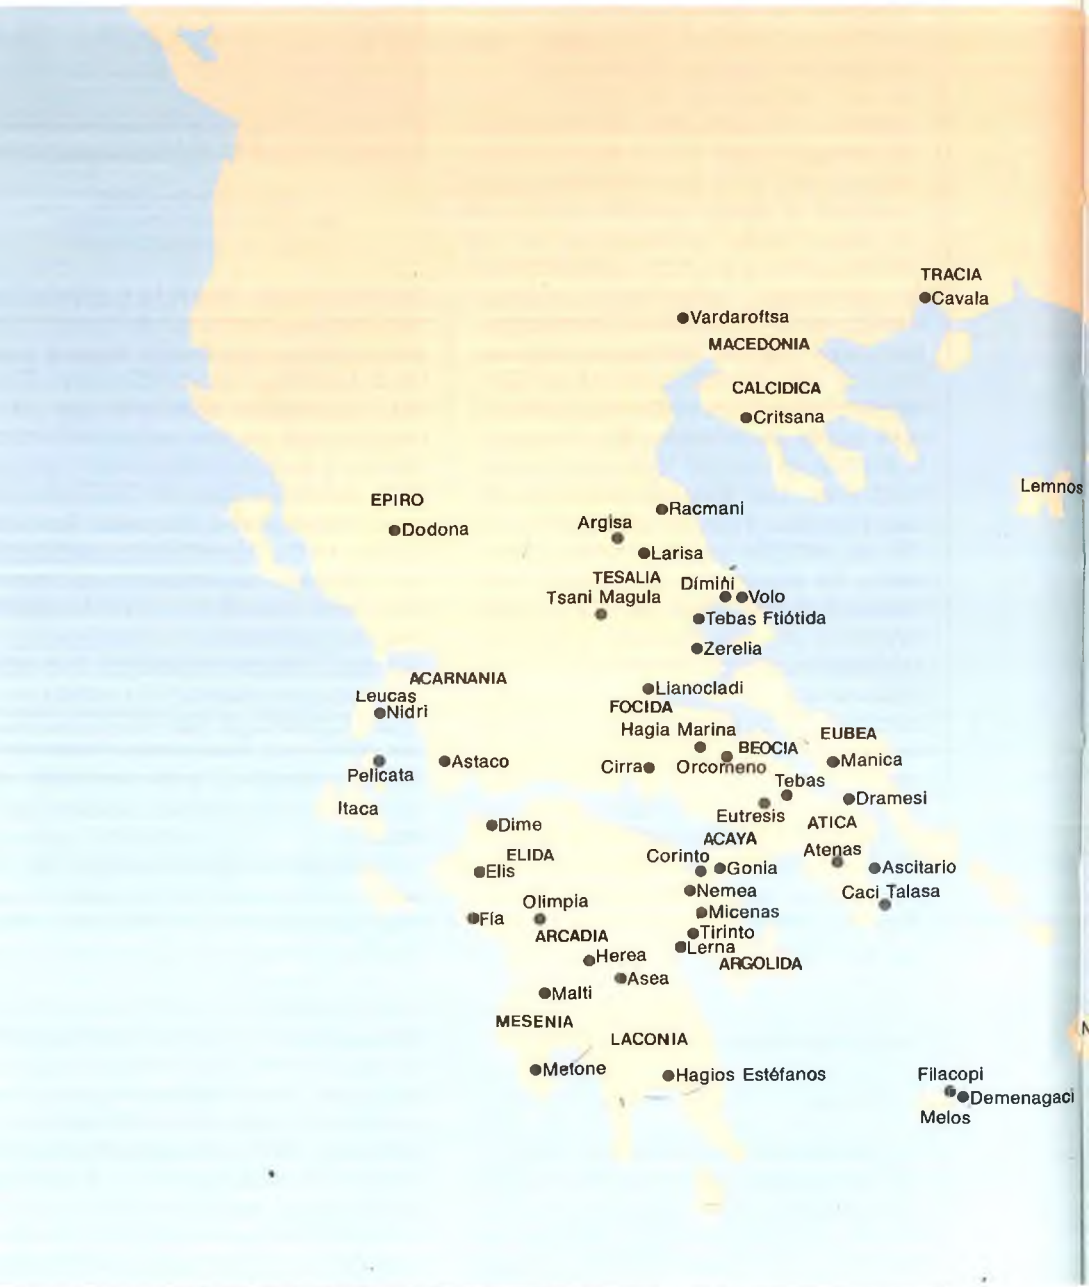 TRACIA
Cavala
Vardaroftsa
MACEDONIA
CALCIDICA
Critsana
Lemnos
EPIRO
Dodona
Racmani
Argisa
Larisa
TESALIA
Dímini
Tsani Magula
Volo
Tebas Ftiótida
Zerelia
ACARNANIA
Lianocladi
Leucas
Nidri
FOCIDA
Hagia Marina
EUBEA
BEOCIA
Astaco
Manica
Cirra
Orcomeno
Pelicata
Tebas
Dramesi
Itaca
Eutresis
ATICA
Dime
ACAYA
Atenas
ELIDA
Corinto
Gonia
Ascitario
Elis
Nemea
Caci Talasa
Olimpia
Micenas
Fía
Tirinto
ARCADIA
Lerna
Herea
ARGOLIDA
Asea
Malti
MESENIA
N
LACONIA
Metone
Hagios Estéfanos
Filacopi
Demenagaci
Melos